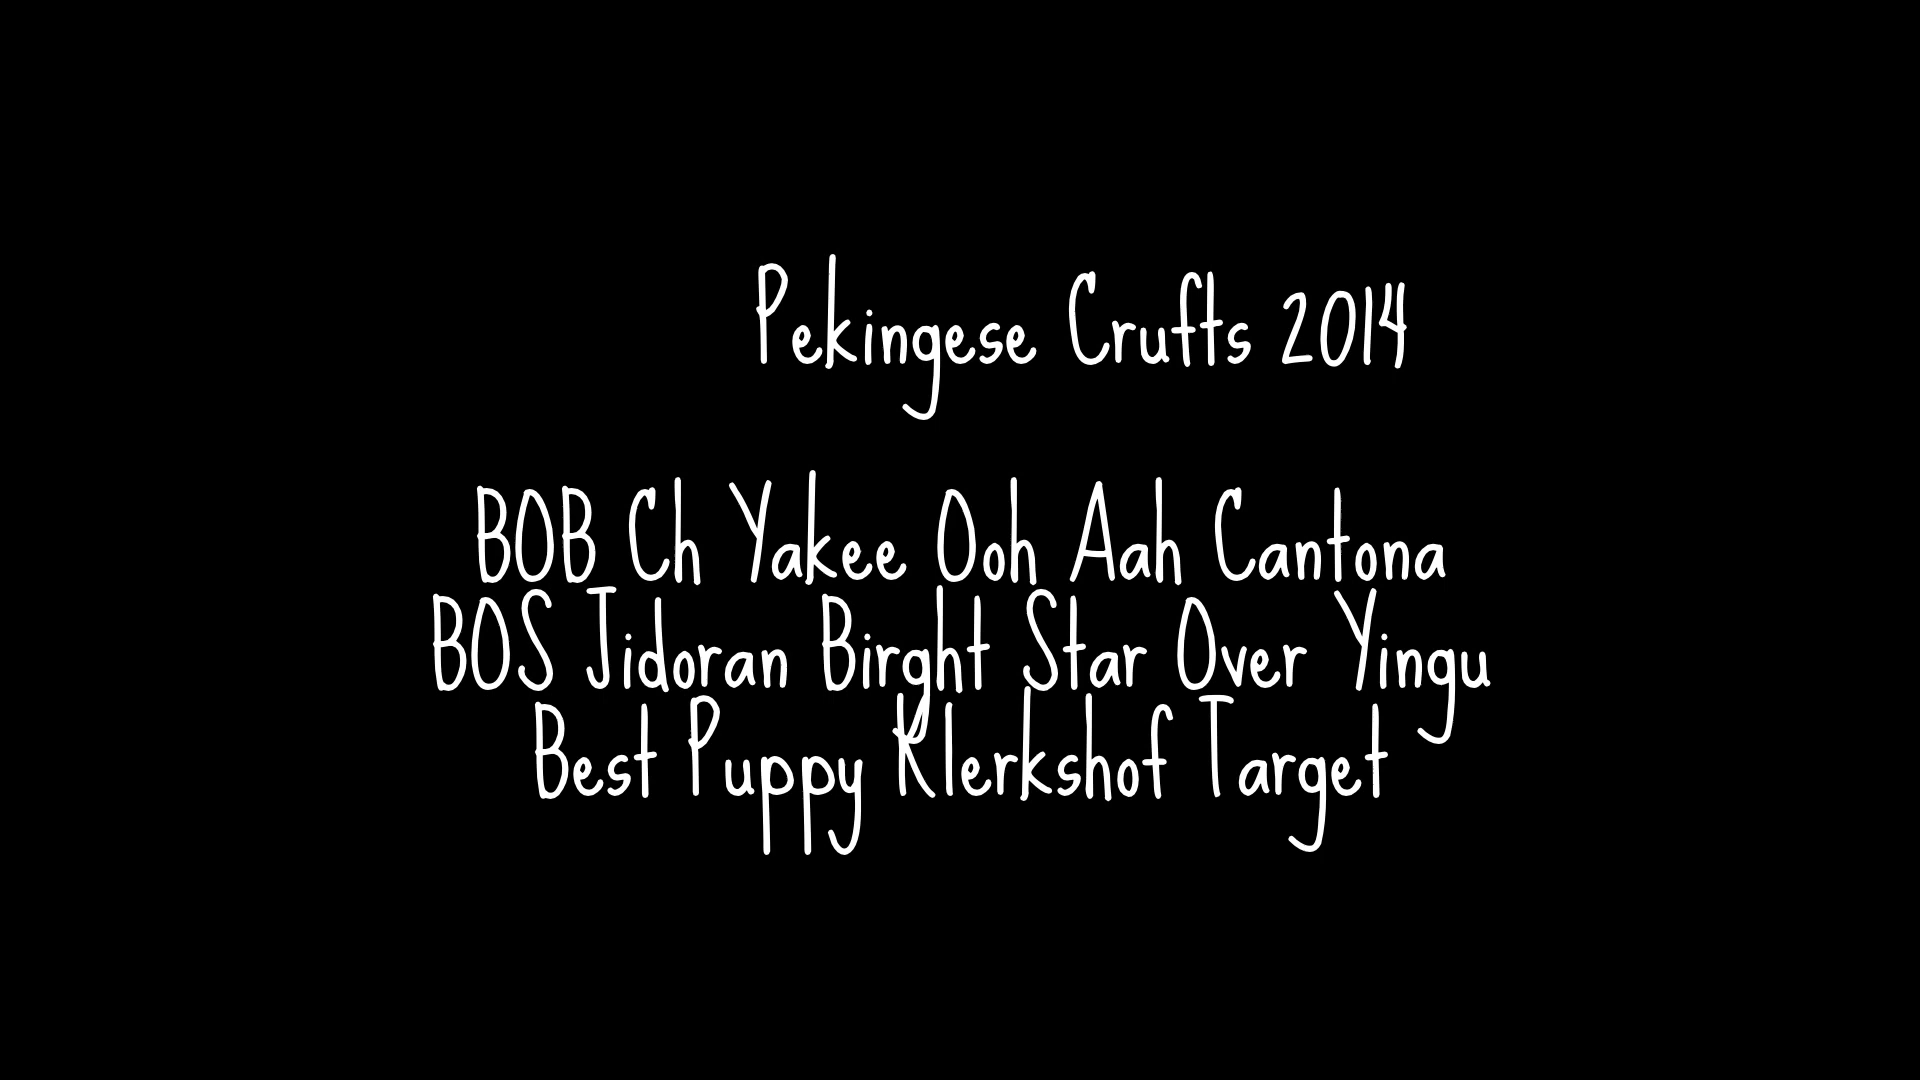 Pekingese Crufts 2014
BOB Ch Yakee Ooh Aah Cantona
BOS Jidoran Birght Star Over Yingu
Best Puppy Klerkshof Target